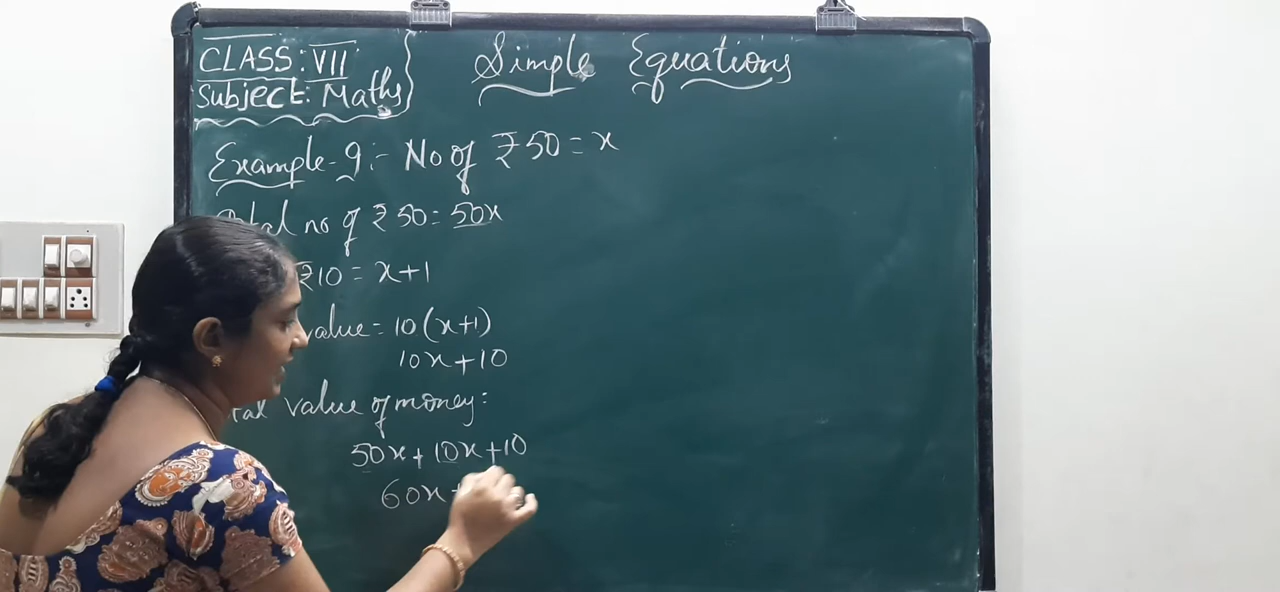 CLASS: VII
Subject: Maths
Simple Equations
Example-9:- No of ₹50 = x
no of ₹50 = 50x
₹10 = x+1
value = 10(x+1)
10x+10
value of money:
50x+10x+10
60x+